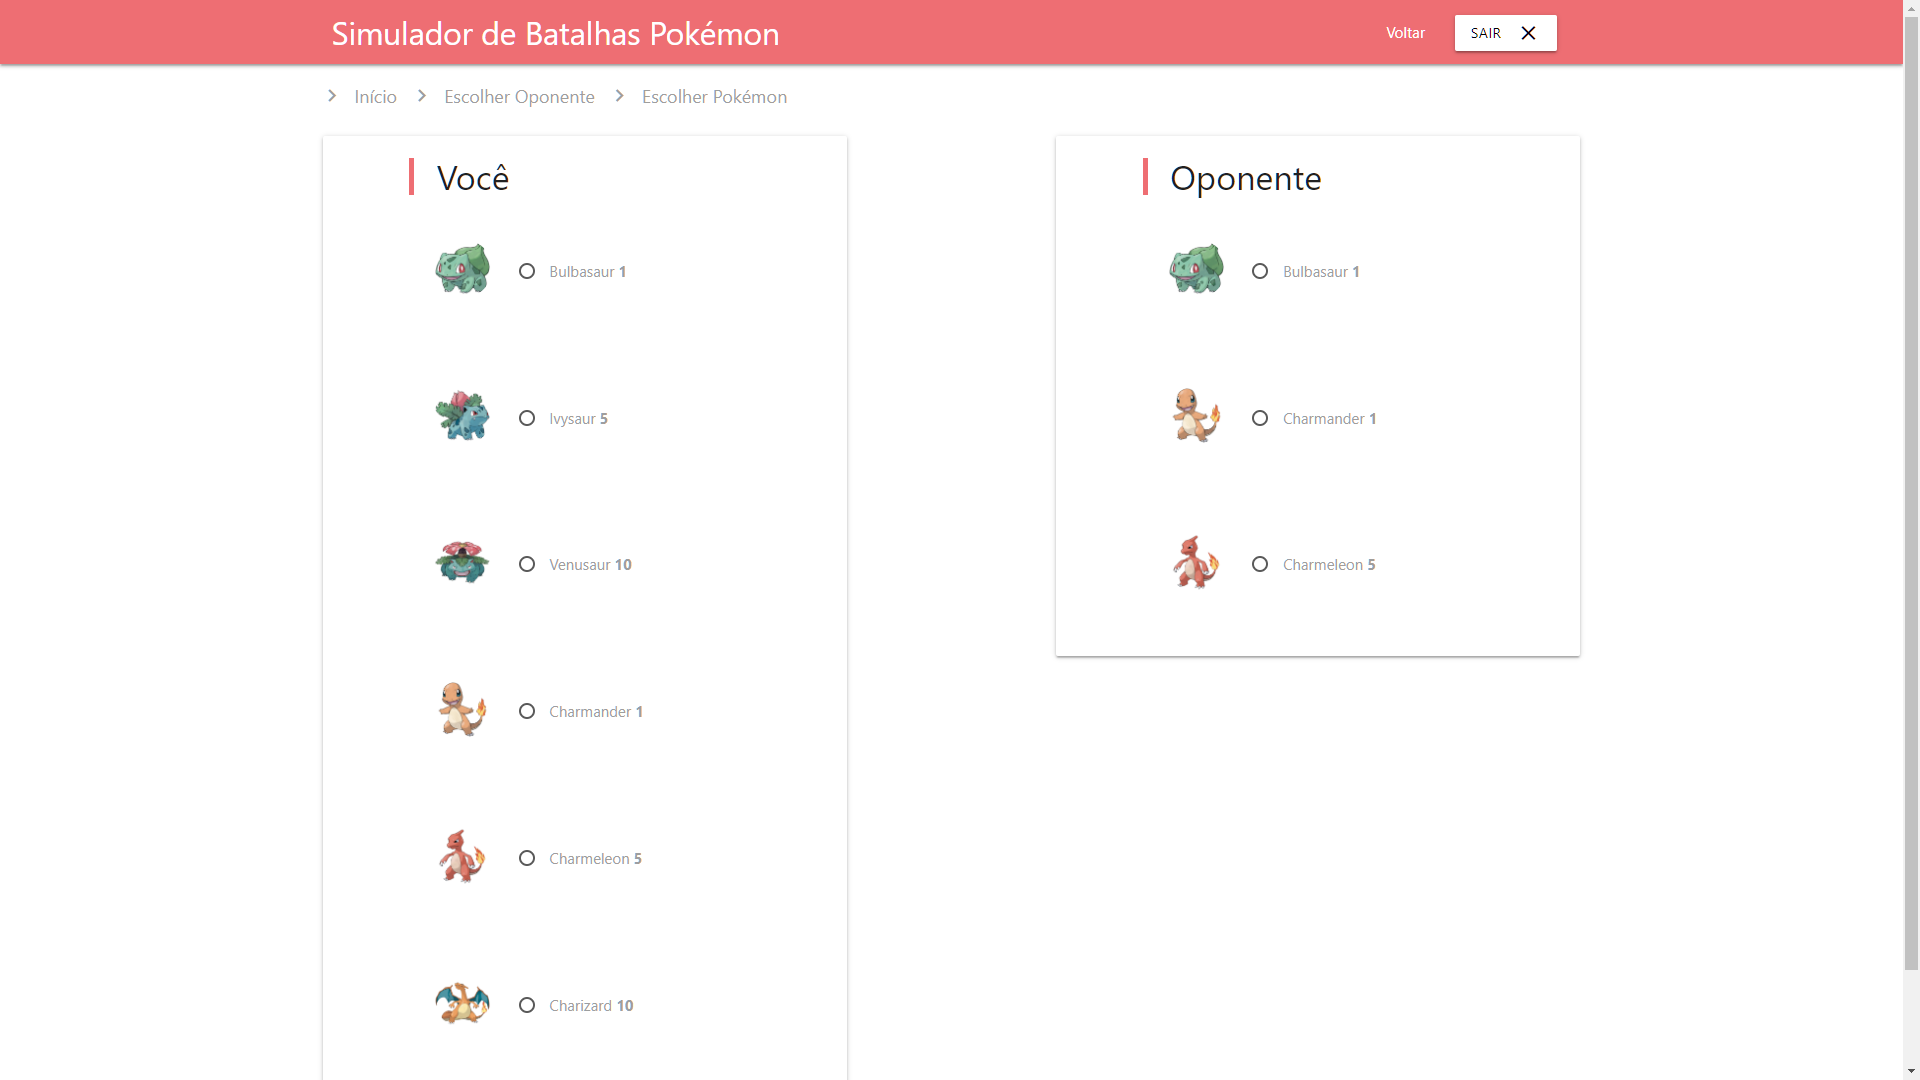 Simulador de Batalhas Pokémon
Voltar
SAIR
Início
Escolher Oponente
Escolher Pokémon
Você
Bulbasaur 1
Ivysaur 5
Venusaur 10
Charmander 1
Charmeleon 5
Charizard 10
Oponente
Bulbasaur 1
Charmander 1
Charmeleon 5